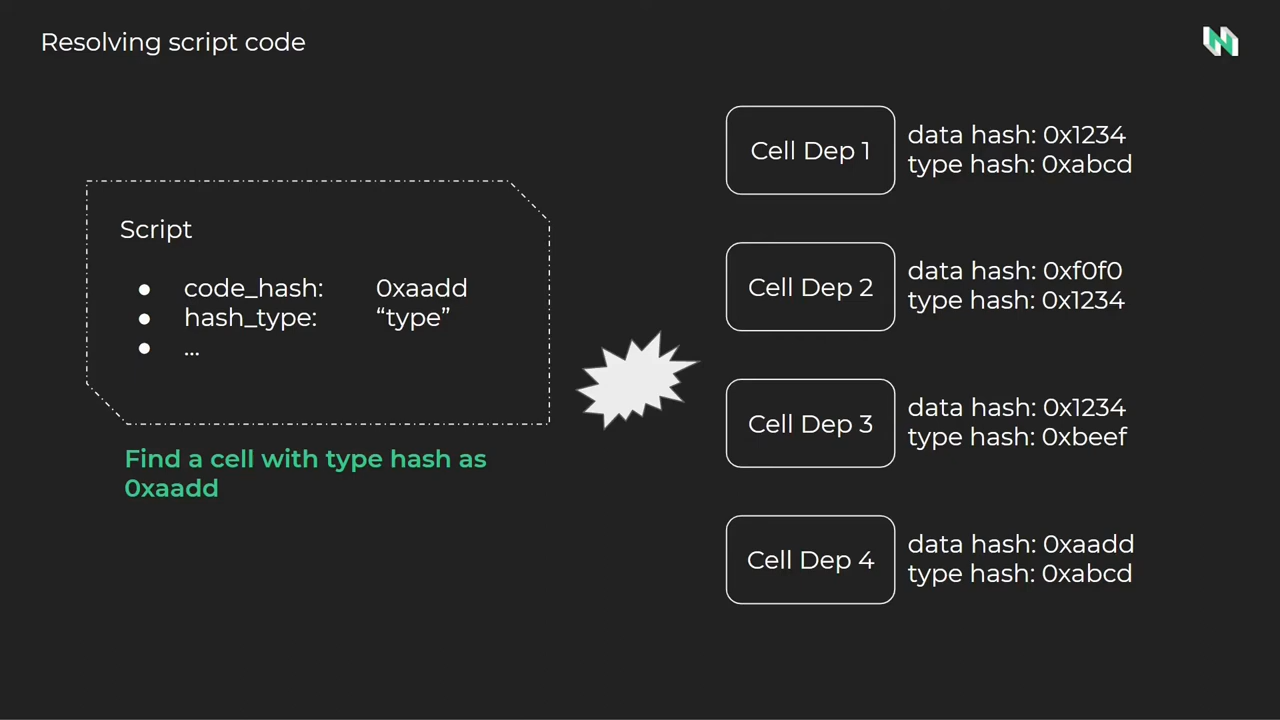 Resolving script code
Script
● code_hash: 0xaadd
● hash_type: “type”
● ...
Find a cell with type hash as
0xaadd
Cell Dep 1
data hash: 0x1234
type hash: 0xabcd
Cell Dep 2
data hash: 0xf0f0
type hash: 0x1234
Cell Dep 3
data hash: 0x1234
type hash: 0xbeef
Cell Dep 4
data hash: 0xaadd
type hash: 0xabcd